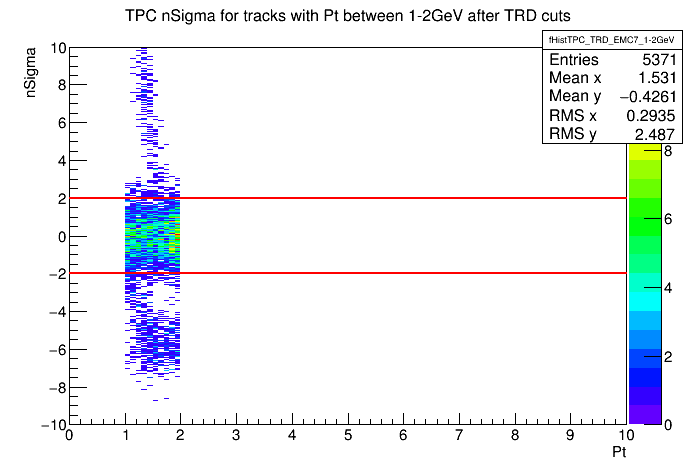 TPC nSigma for tracks with Pt between 1-2GeV after TRD cuts
fHistTPC_TRD_EMC7_1-2GeV
Entries 5371
Mean x 1.531
Mean y −0.4261
RMS x 0.2935
RMS y 2.487
nSigma
10
8
6
4
2
0
−2
−4
−6
−8
−10
0 1 2 3 4 5 6 7 8 9 10
Pt
8
6
4
2
0